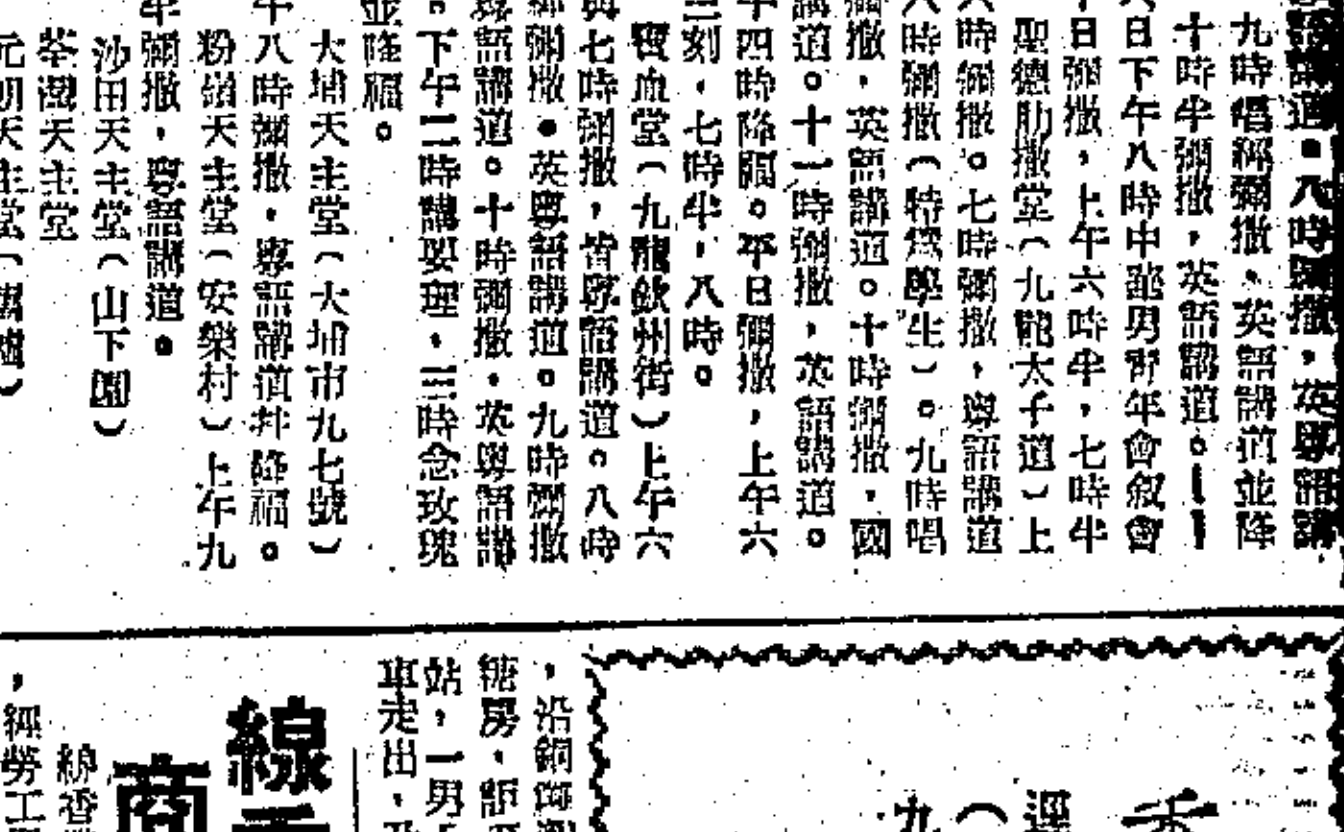 語講道。八時彌撒，英粵語講
九時唱經彌撒、英語講道並降
十時半彌撒，英語講道。
日下午八時中華男青年會叙會
日彌撒，上午六時半，七時半
聖德肋撒堂（九龍太子道）上
時彌撒。七時彌撒，粵語講道
八時彌撒（特爲學生）。九時唱
彌撒，英語講道。十時彌撒，國
講道。十一時彌撒，英語講道。
午四時降福。平日彌撒，上午六
三刻，七時半，八時。
寶血堂（九龍欽州街）上午六
與七時彌撒，皆粵語講道。八時
彌撒。英粵語講道。九時彌撒
語講道。十時彌撒，英粵語講
。下午二時講要理，三時念玫瑰
並降福。
大埔天主堂（大埔市九七號）
午八時彌撒，粵語講道并降福。
粉嶺天主堂（安樂村）上午九
半彌撒，粵語講道。
沙田天主堂（山下園）
荃灣天主堂
元朗天主堂（
，沿銅
糖房，
站，一男
車走出，
線
商
香
，經勞工